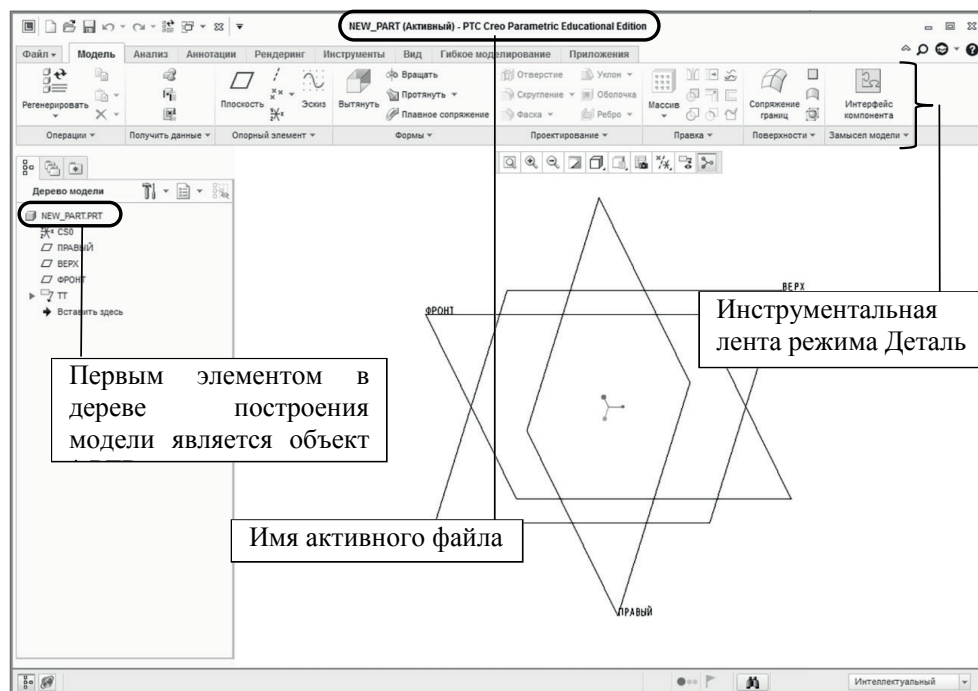 NEW_PART (Активный) - PTC Creo Parametric Educational Edition
Файл Модель Анализ Аннотации Рендеринг Инструменты Вид Гибкое моделирование Приложения
Регенерировать
Плоскость
Эскиз
Вытянуть
Вращать
Протянуть
Плавное сопряжение
Отверстие
Скругление
Фаска
Уклон
Оболочка
Ребро
Массив
Сопряжение
границ
Интерфейс
компонента
Операции Получить данные Опорный элемент Формы Проектирование Правка Поверхности Замысел модели
Дерево модели
NEW_PART.PRT
CS0
ПРАВЫЙ
ВЕРХ
ФРОНТ
ТТ
Вставить здесь
ВЕРХ
ФРОНТ
ПРАВЫЙ
Инструментальная
лента режима Деталь
Первым элементом в
дереве построения
модели является объект
Имя активного файла
Интеллектуальный